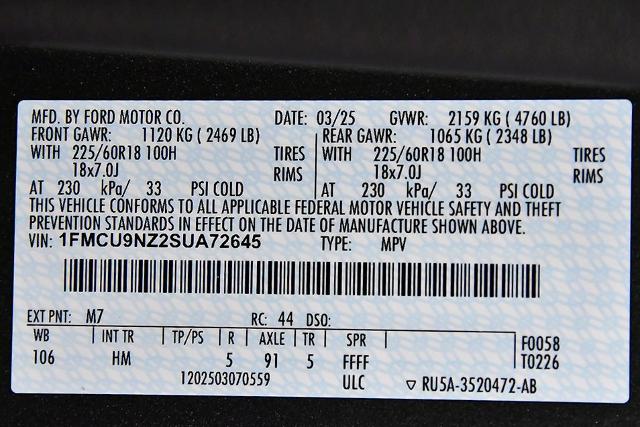 MFD. BY FORD MOTOR CO. DATE: 03/25 GVWR: 2159 KG ( 4760 LB)
FRONT GAWR: 1120 KG ( 2469 LB) REAR GAWR: 1065 KG ( 2348 LB)
WITH 225/60R18 100H TIRES WITH 225/60R18 100H TIRES
18x7.0J RIMS 18x7.0J RIMS
AT 230 kPa/ 33 PSI COLD AT 230 kPa/ 33 PSI COLD
THIS VEHICLE CONFORMS TO ALL APPLICABLE FEDERAL MOTOR VEHICLE SAFETY AND THEFT
PREVENTION STANDARDS IN EFFECT ON THE DATE OF MANUFACTURE SHOWN ABOVE.
VIN: 1FMCU9NZ2SUA72645 TYPE: MPV
EXT PNT: M7 RC: 44 DSO:
WB INT TR TP/PS R AXLE TR SPR F0058
106 HM 5 91 5 FFFF T0226
1202503070559 ULC ▽ RU5A-3520472-AB